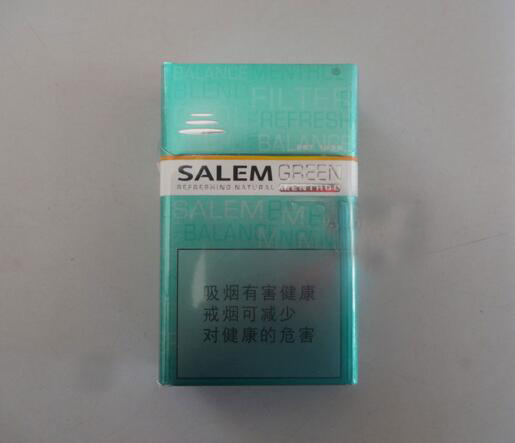 BALANCE MENTHOL
BLEND
FILTER
REFRESH
BALANCE
SALEM GREEN
REFRESHING NATURAL MENTHOL
SALEM
BALANC
吸烟有害健康
戒烟可减少
对健康的危害